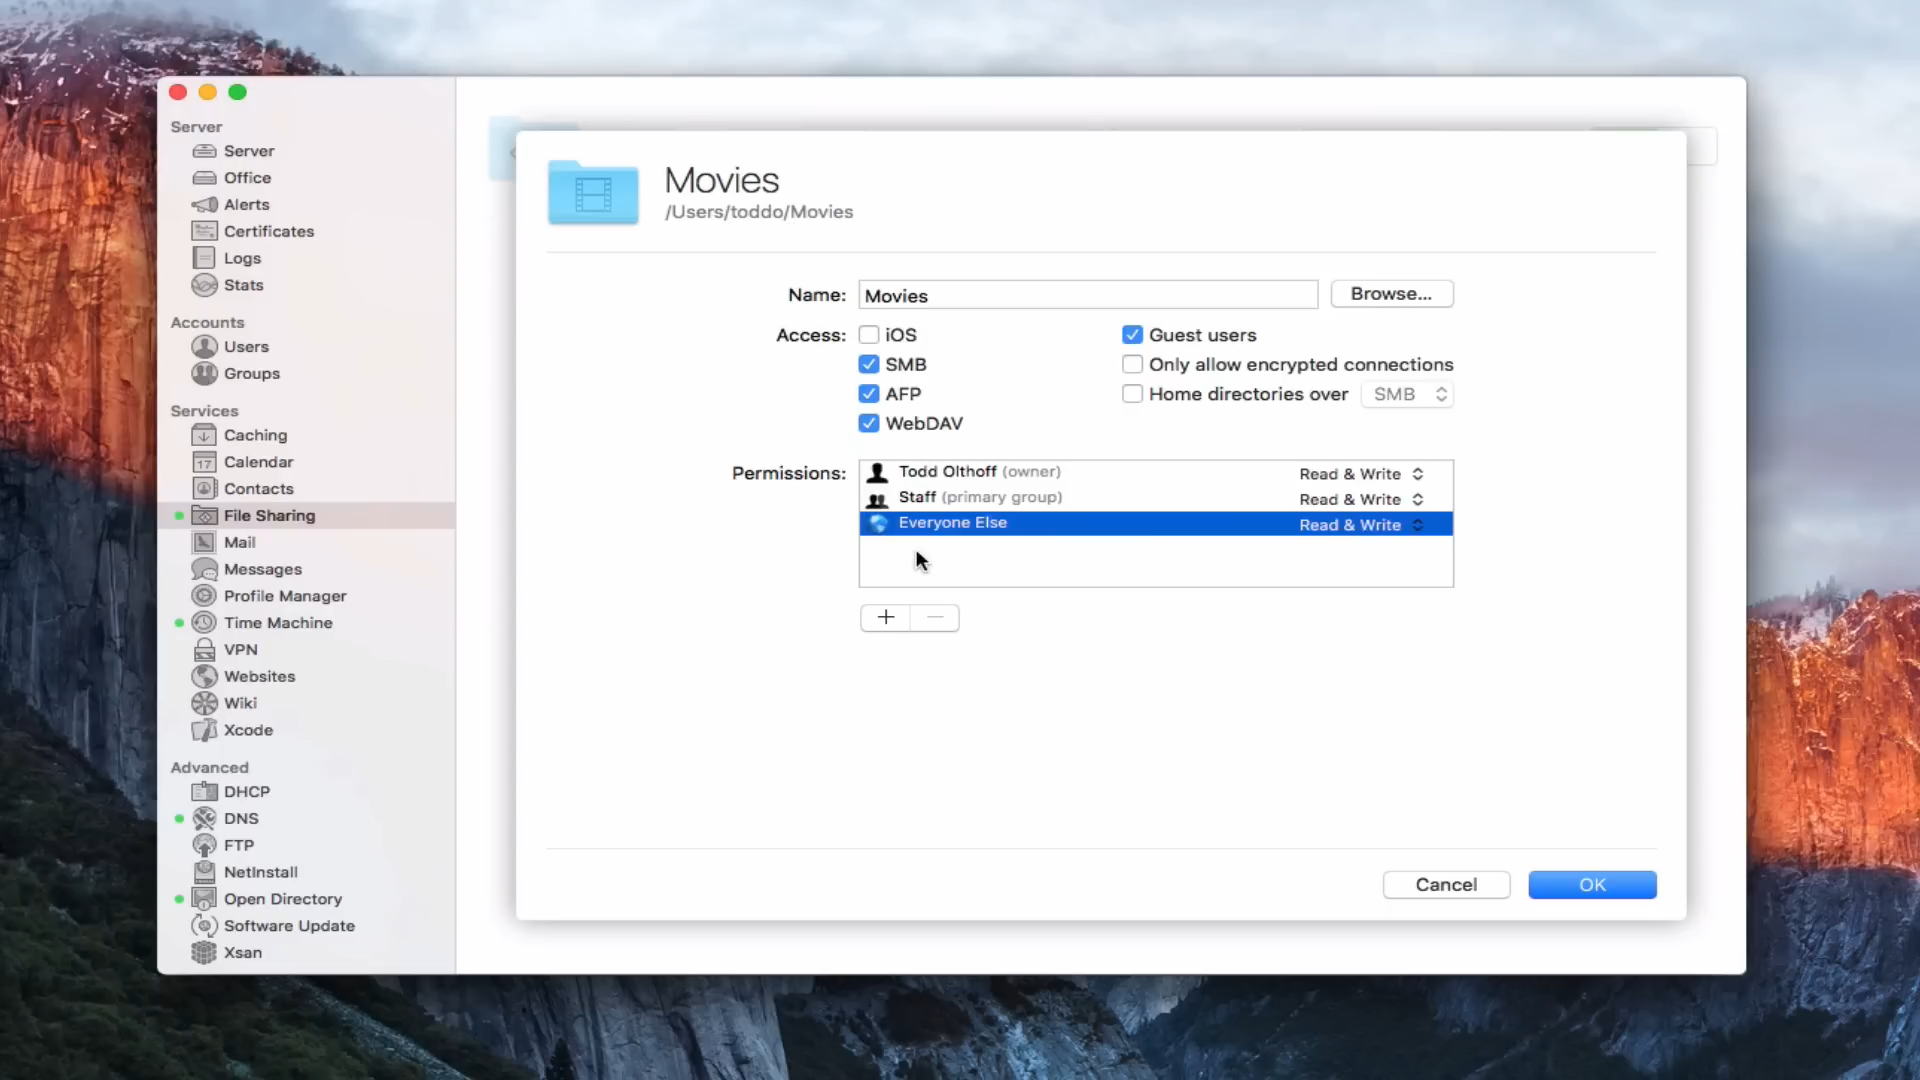 Server
Server
Office
Alerts
Certificates
Logs
Stats
Accounts
Users
Groups
Services
Caching
17 Calendar
Contacts
File Sharing
Mail
Messages
Profile Manager
Time Machine
VPN
Websites
Wiki
Xcode
Advanced
DHCP
DNS
FTP
NetInstall
Open Directory
Software Update
Xsan
Movies
/Users/toddo/Movies
Name: Movies Browse...
Access: iOS Guest users
SMB Only allow encrypted connections
AFP Home directories over SMB
WebDAV
Permissions: Todd Olthoff (owner) Read & Write
Staff (primary group) Read & Write
Everyone Else Read & Write
Cancel OK